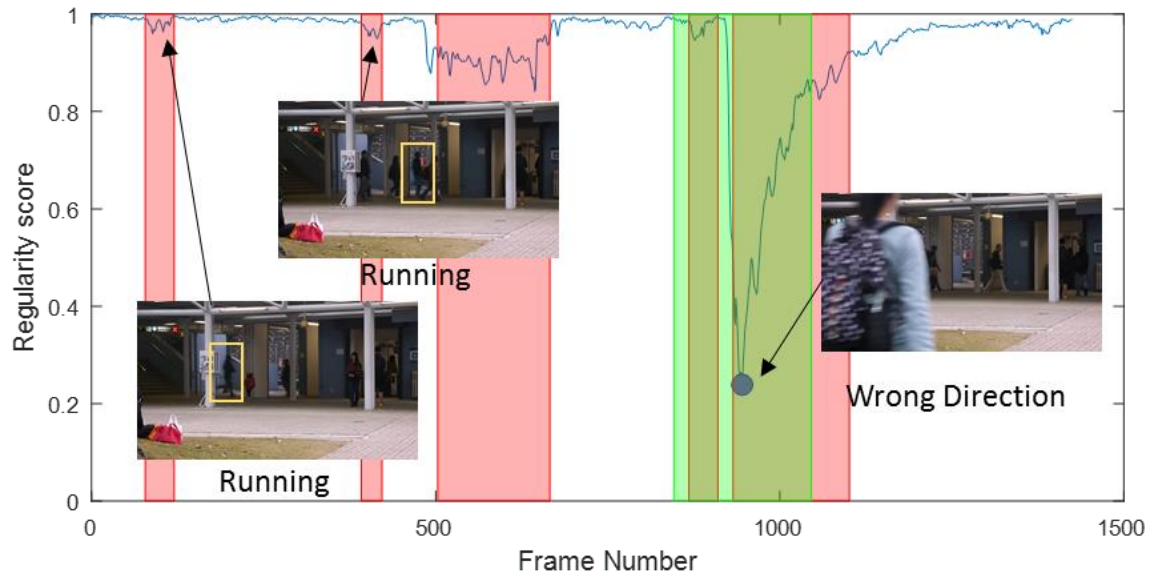 1
0.8
0.6
0.4
0.2
0
Regularity score
Running
Running
Wrong Direction
0
500
1000
1500
Frame Number